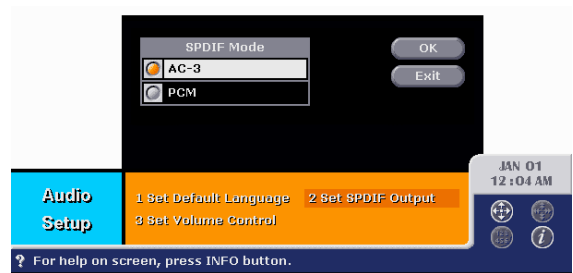 SPDIF Mode
AC-3
PCM
OK
Exit
JAN 01
12:04 AM
Audio
Setup
1 Set Default Language 2 Set SPDIF Output
3 Set Volume Control
? For help on screen, press INFO button.